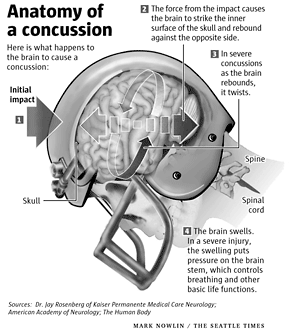 Anatomy of
a concussion
Here is what happens to
the brain to cause a
concussion:
Initial
impact
1
2 The force from the impact causes
the brain to strike the inner
surface of the skull and rebound
against the opposite side.
3 In severe
concussions
as the brain
rebounds,
it twists.
Skull
Spine
Spinal
cord
4 The brain swells.
In a severe injury,
the swelling puts
pressure on the brain
stem, which controls
breathing and other
basic life functions.
Sources: Dr. Jay Rosenberg of Kaiser Permanente Medical Care Neurology;
American Academy of Neurology; The Human Body
MARK NOWLIN / THE SEATTLE TIMES